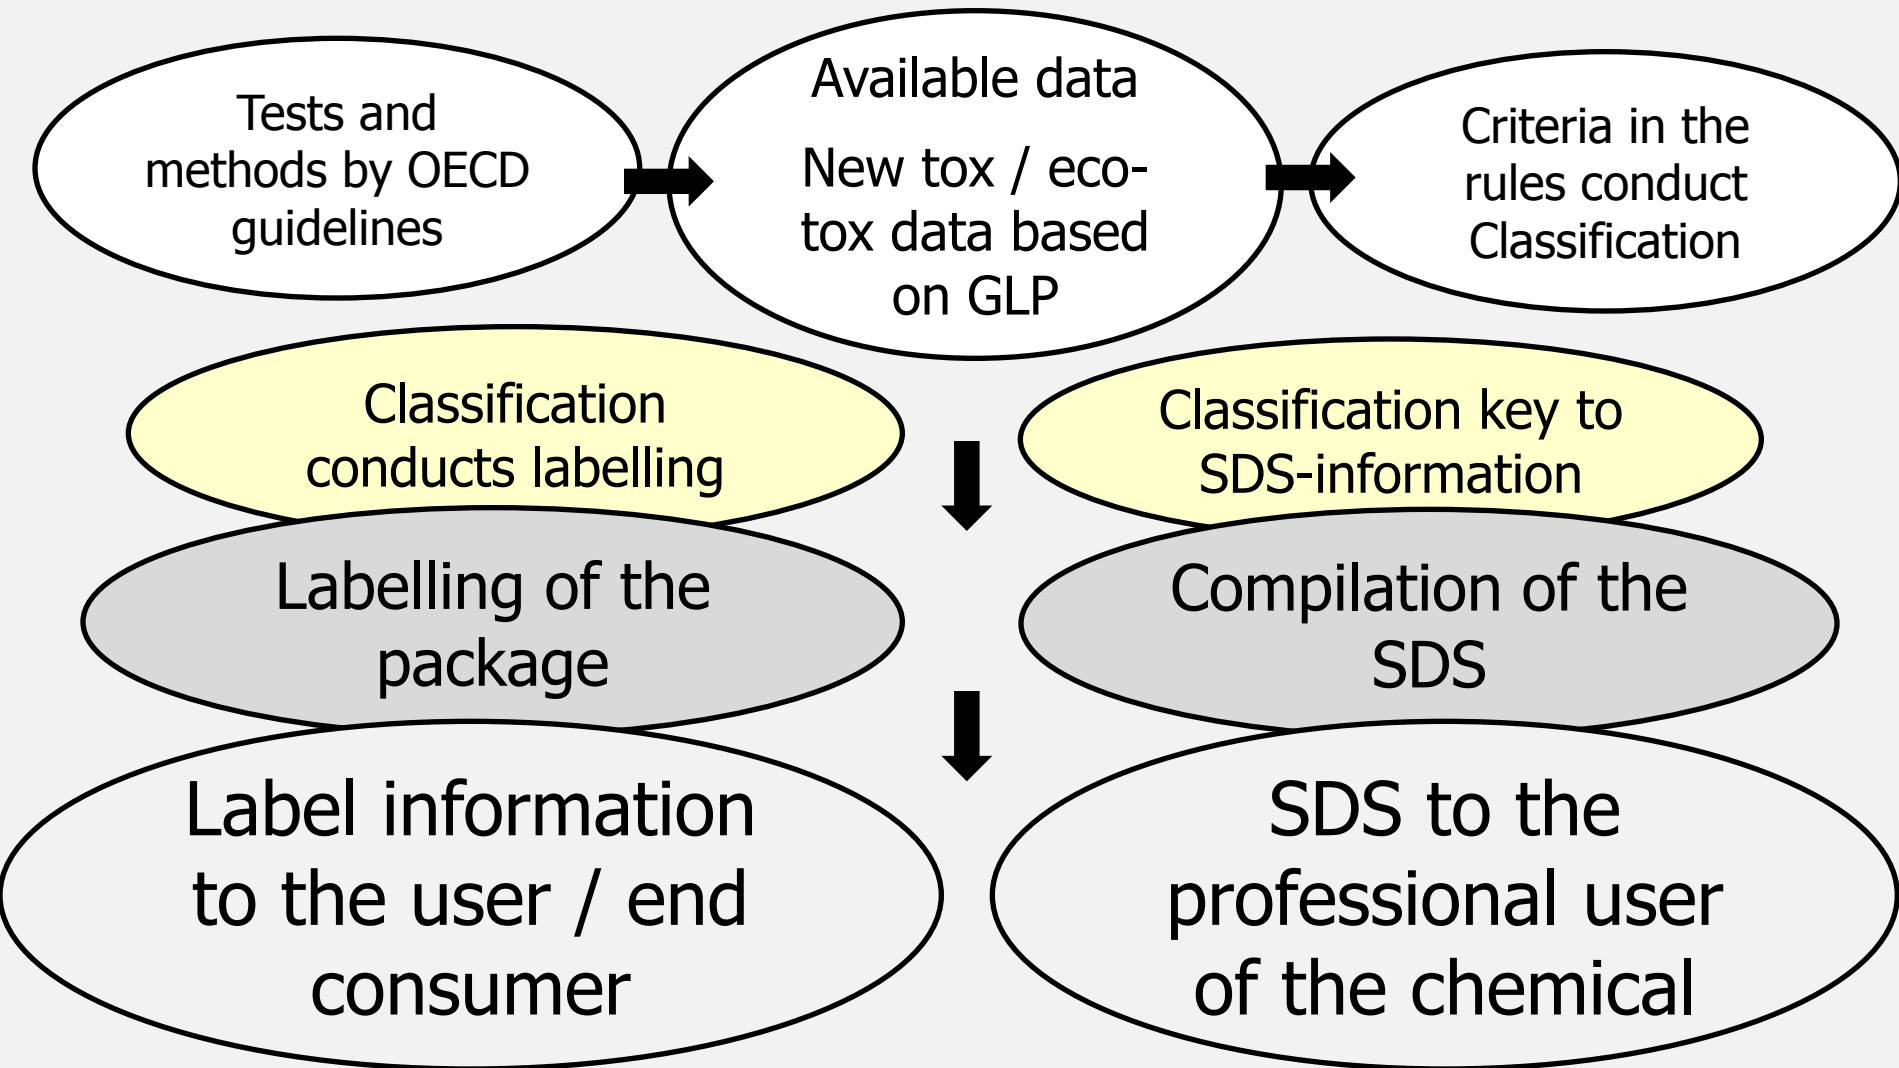 Tests and
methods by OECD
guidelines
Available data
New tox / eco-
tox data based
on GLP
Criteria in the
rules conduct
Classification
Classification
conducts labelling
Classification key to
SDS-information
Labelling of the
package
Compilation of the
SDS
Label information
to the user / end
consumer
SDS to the
professional user
of the chemical